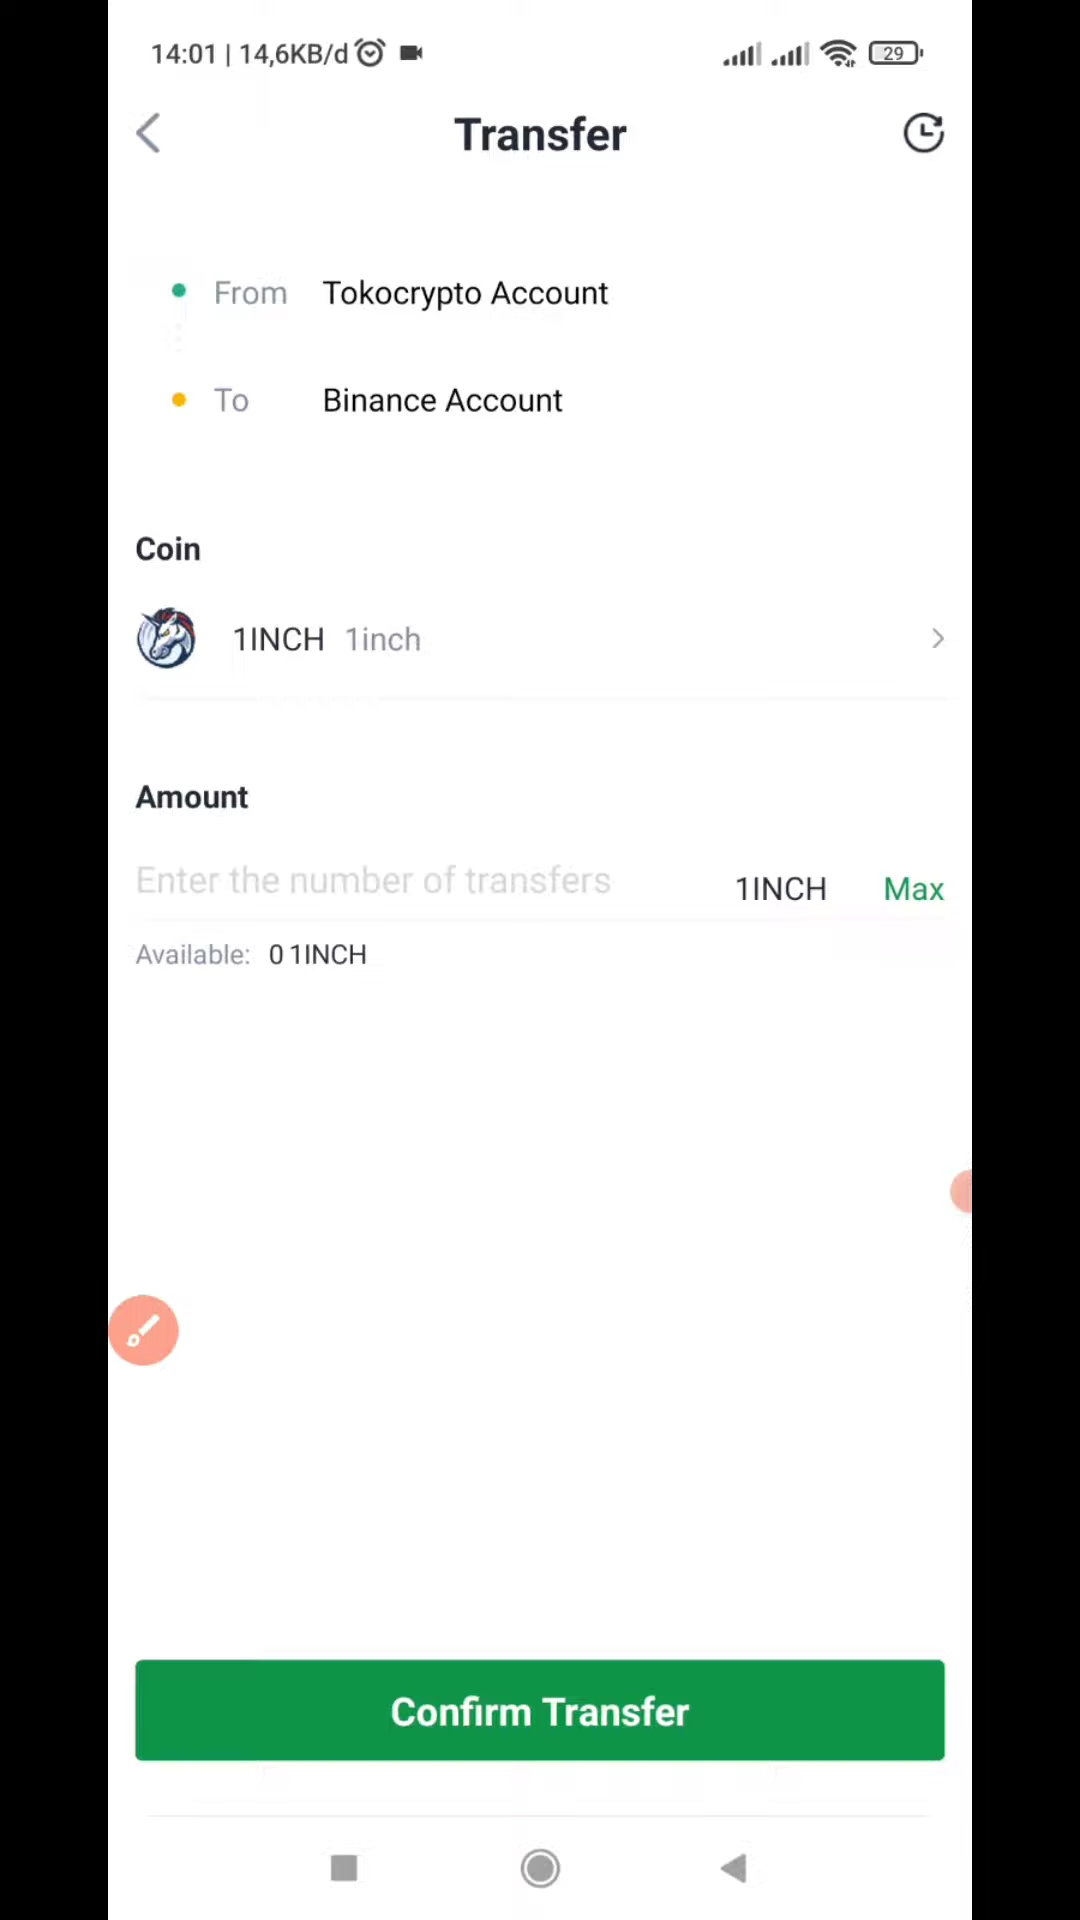 14:01 | 14,6KB/d
29
Transfer
From Tokocrypto Account
To Binance Account
Coin
1INCH 1inch
Amount
Enter the number of transfers 1INCH Max
Available: 0 1INCH
Confirm Transfer